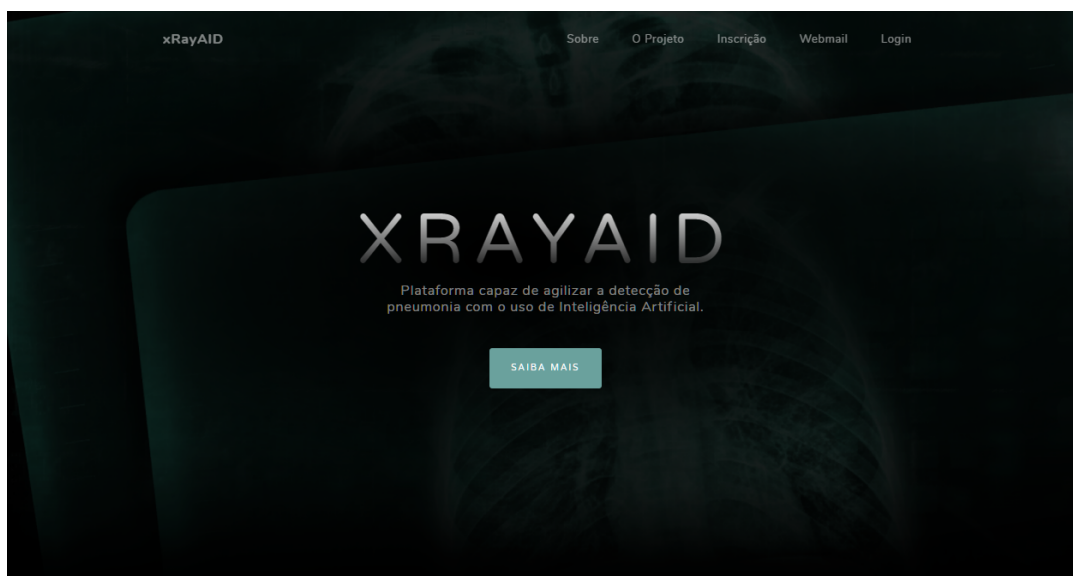 xRayAID
Sobre
O Projeto
Inscrição
Webmail
Login
XRAYAID
Plataforma capaz de agilizar a detecção de
pneumonia com o uso de Inteligência Artificial.
SAIBA MAIS